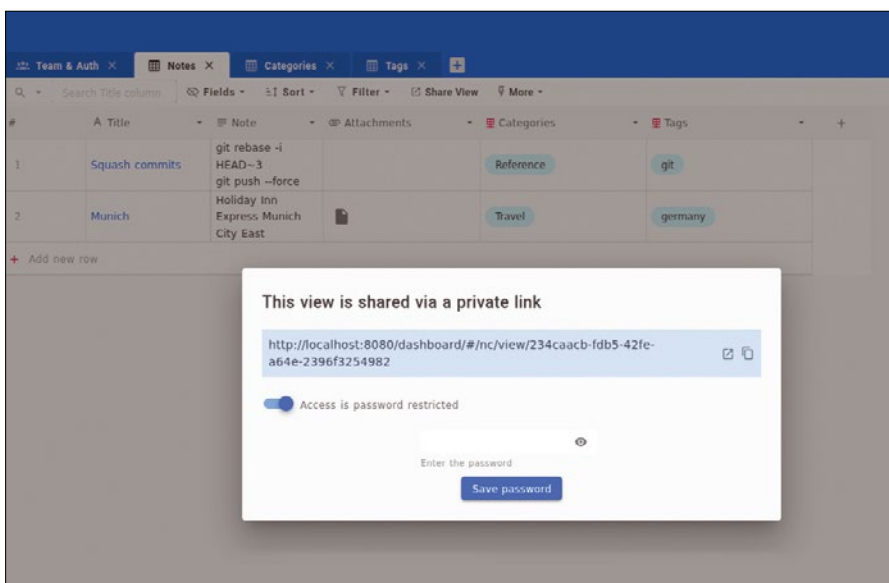 Team & Auth Notes Categories Tags
Search Title column Fields Sort Filter Share View More
# Title Note Attachments Categories Tags
git rebase -i
1 Squash commits HEAD~3 Reference git
git push --force
Holiday Inn
2 Munich Express Munich Travel germany
City East
+ Add new row
This view is shared via a private link
http://localhost:8080/dashboard/#/nc/view/234caacb-fdb5-42fe-
a64e-2396f3254982
Access is password restricted
Enter the password
Save password